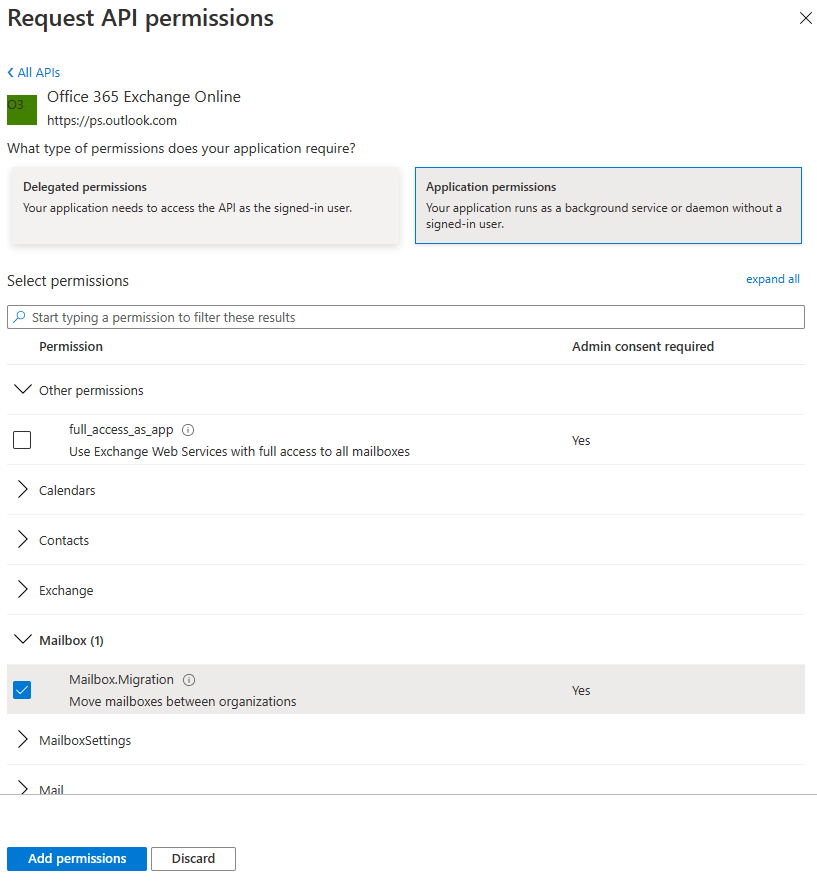 Request API permissions
All APIs
O3
Office 365 Exchange Online
https://ps.outlook.com
What type of permissions does your application require?
Delegated permissions
Your application needs to access the API as the signed-in user.
Application permissions
Your application runs as a background service or daemon without a
signed-in user.
Select permissions
expand all
Start typing a permission to filter these results
Permission
Admin consent required
Other permissions
full_access_as_app
Use Exchange Web Services with full access to all mailboxes
Yes
Calendars
Contacts
Exchange
Mailbox (1)
Mailbox.Migration
Move mailboxes between organizations
Yes
MailboxSettings
Mail
Add permissions
Discard